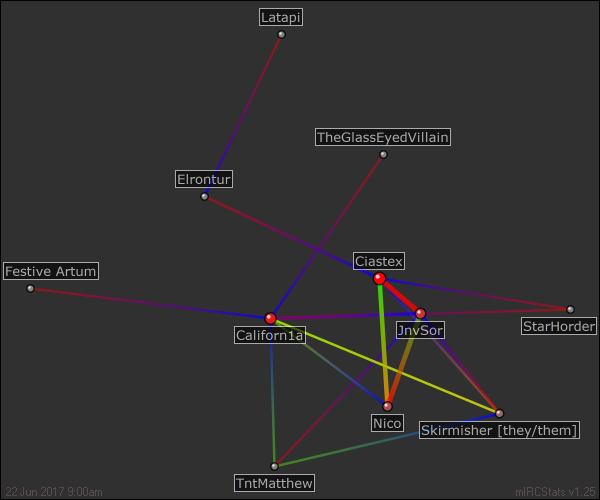 Latapi
TheGlassEyedVillain
Elrontur
Ciastex
Festive Artum
StarHorder
JnvSor
Californ1a
Nico
Skirmisher [they/them]
TntMatthew
22 Jun 2017 9:00am
mIRCStats v1.25